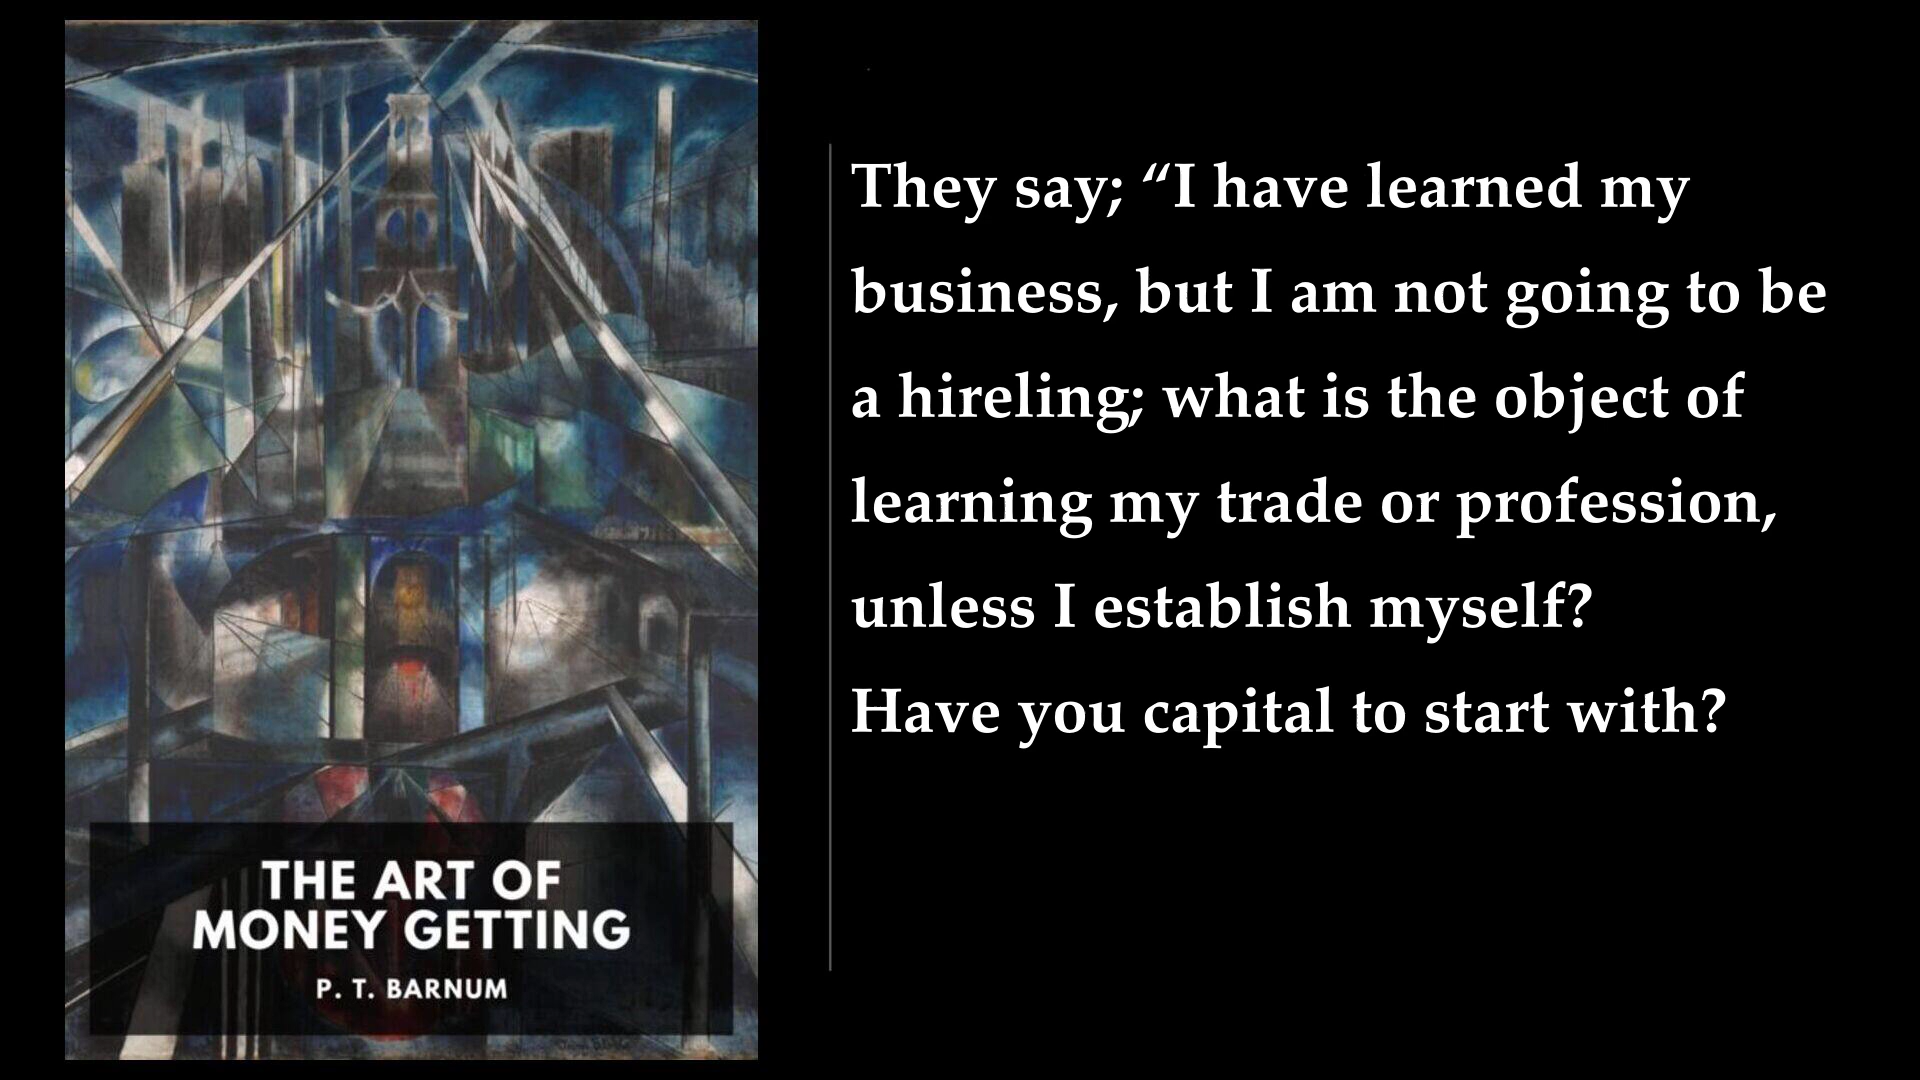 THE ART OF
MONEY GETTING
P. T. BARNUM
They say; “I have learned my
business, but I am not going to be
a hireling; what is the object of
learning my trade or profession,
unless I establish myself?
Have you capital to start with?